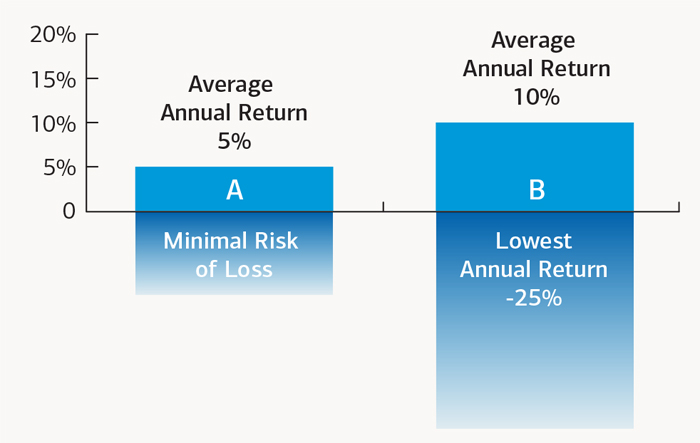 20%
15%
10%
5%
0
Average
Annual Return
5%
A
Minimal Risk
of Loss
Average
Annual Return
10%
B
Lowest
Annual Return
-25%